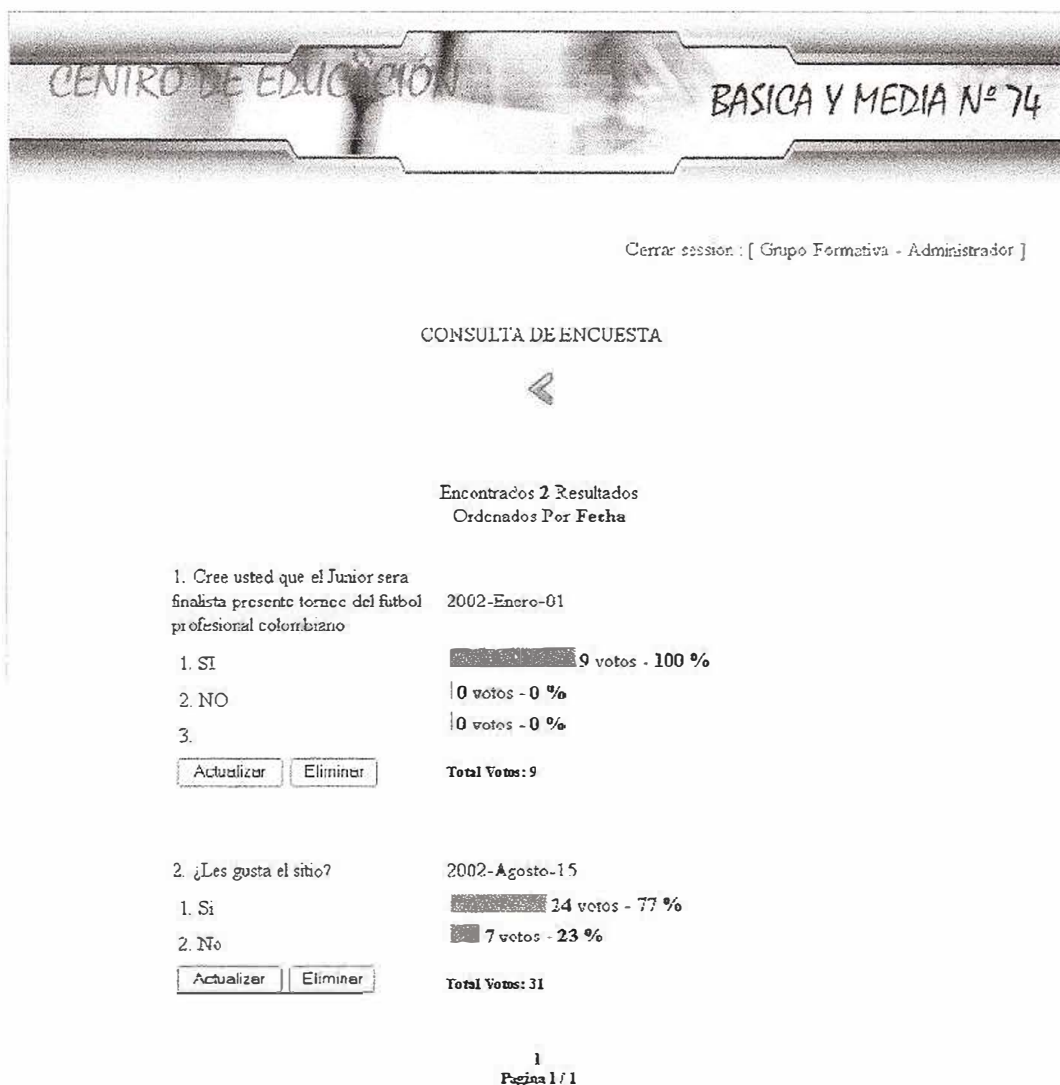 CENTRO DE EDUCACIÓN
BASICA Y MEDIA Nº 74
Cerrar session : [ Grupo Formativa - Administrador ]
CONSULTA DE ENCUESTA
Encontrados 2 Resultados
Ordenados Por Fecha
1. Cree usted que el Junior sera
finalista presente torneo del futbol
profesional colombiano
2002-Enero-01
1. SI
9 votos - 100 %
2. NO
0 votos - 0 %
3.
0 votos - 0 %
Actualizar Eliminar
Total Votos: 9
2. ¿Les gusta el sitio?
2002-Agosto-15
1. Si
24 votos - 77 %
2. No
7 votos - 23 %
Actualizar Eliminar
Total Votos: 31
1
Pagina 1 / 1